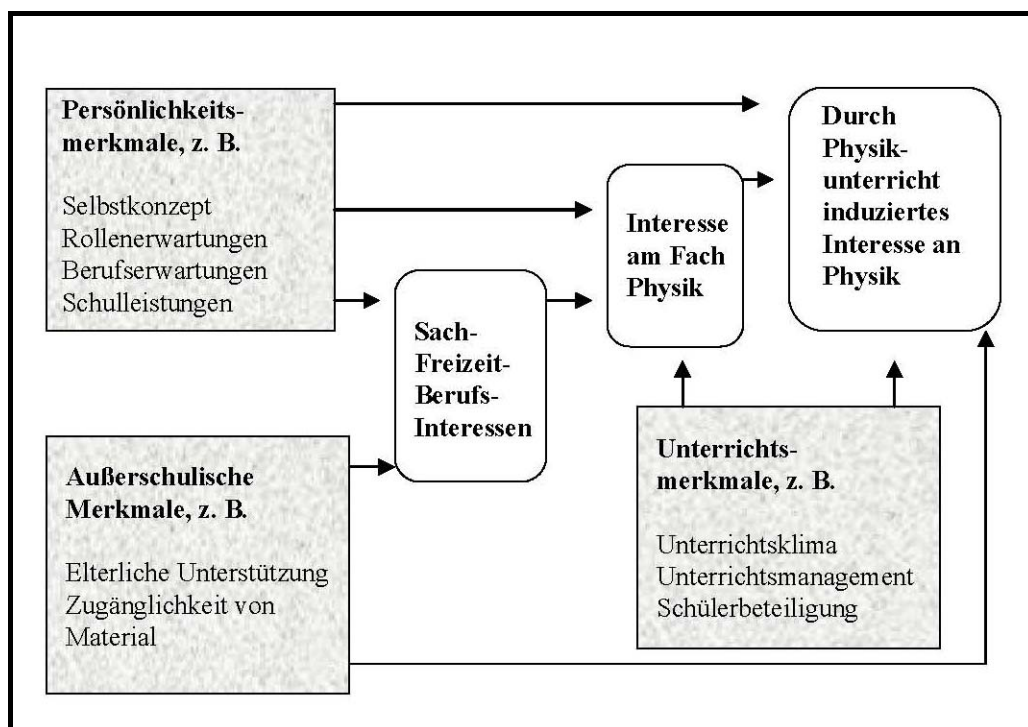 Persönlichkeits-
merkmale, z. B.
Selbstkonzept
Rollenerwartungen
Berufserwartungen
Schulleistungen
Außerschulische
Merkmale, z. B.
Elterliche Unterstützung
Zugänglichkeit von
Material
Sach-
Freizeit-
Berufs-
Interessen
Interesse
am Fach
Physik
Durch
Physik-
unterricht
induziertes
Interesse an
Physik
Unterrichts-
merkmale, z. B.
Unterrichtsklima
Unterrichtsmanagement
Schülerbeteiligung